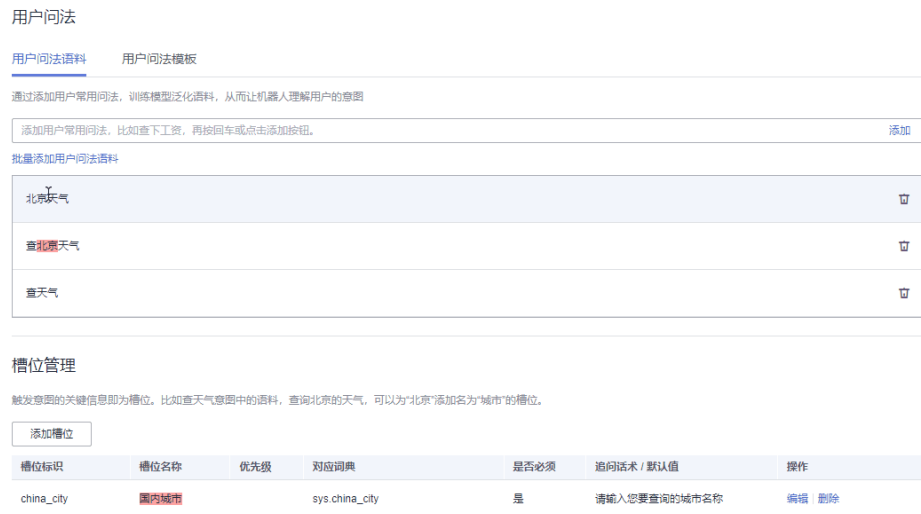 用户问法
用户问法语料 用户问法模板
通过添加用户常用问法，训练模型泛化语料，从而让机器人理解用户的意图
添加用户常用问法，比如查下工资，再按回车或点击添加按钮。 添加
批量添加用户问法语料
北京天气
查北京天气
查天气
槽位管理
触发意图的关键信息即为槽位。比如查天气意图中的语料，查询北京的天气，可以为“北京”添加名为“城市”的槽位。
添加槽位
槽位标识 槽位名称 优先级 对应词典 是否必须 追问话术 / 默认值 操作
china_city 国内城市 sys.china_city 是 请输入您要查询的城市名称 编辑 删除